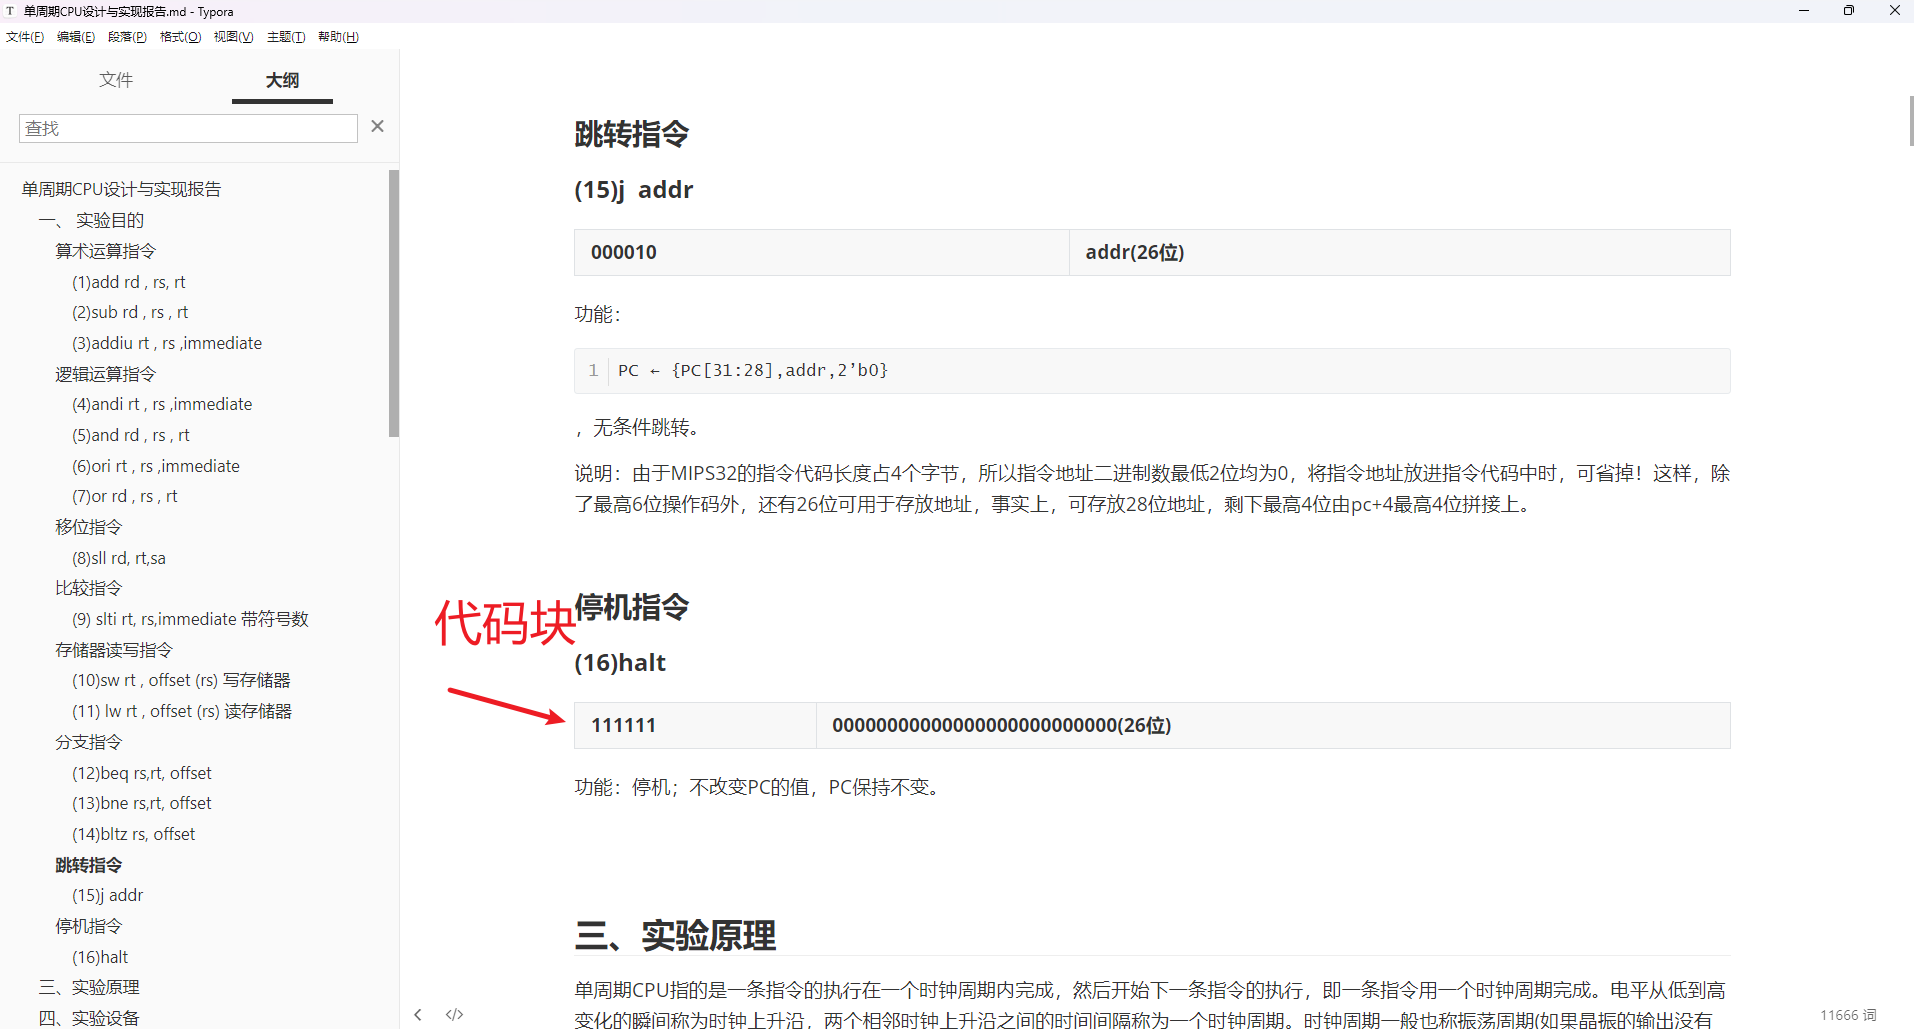 单周期CPU设计与实现报告.md - Typora
文件(F) 编辑(E) 段落(P) 格式(O) 视图(V) 主题(T) 帮助(H)
文件 大纲
查找
单周期CPU设计与实现报告
一、 实验目的
算术运算指令
(1)add rd , rs, rt
(2)sub rd , rs , rt
(3)addiu rt , rs ,immediate
逻辑运算指令
(4)andi rt , rs ,immediate
(5)and rd , rs , rt
(6)ori rt , rs ,immediate
(7)or rd , rs , rt
移位指令
(8)sll rd, rt,sa
比较指令
(9) slti rt, rs,immediate 带符号数
存储器读写指令
(10)sw rt , offset (rs) 写存储器
(11) lw rt , offset (rs) 读存储器
分支指令
(12)beq rs,rt, offset
(13)bne rs,rt, offset
(14)bltz rs, offset
跳转指令
(15)j addr
停机指令
(16)halt
三、实验原理
四、实验设备
跳转指令
(15)j addr
000010 addr(26位)
功能：
1 PC ← {PC[31:28],addr,2’b0}
，无条件跳转。
说明：由于MIPS32的指令代码长度占4个字节，所以指令地址二进制数最低2位均为0，将指令地址放进指令代码中时，可省掉！这样，除
了最高6位操作码外，还有26位可用于存放地址，事实上，可存放28位地址，剩下最高4位由pc+4最高4位拼接上。
代码块
停机指令
(16)halt
111111 00000000000000000000000000(26位)
功能：停机；不改变PC的值，PC保持不变。
三、实验原理
单周期CPU指的是一条指令的执行在一个时钟周期内完成，然后开始下一条指令的执行，即一条指令用一个时钟周期完成。电平从低到高
变化的瞬间称为时钟上升沿，两个相邻时钟上升沿之间的时间间隔称为一个时钟周期。时钟周期一般也称振荡周期(如果晶振的输出没有
</> 11666 词